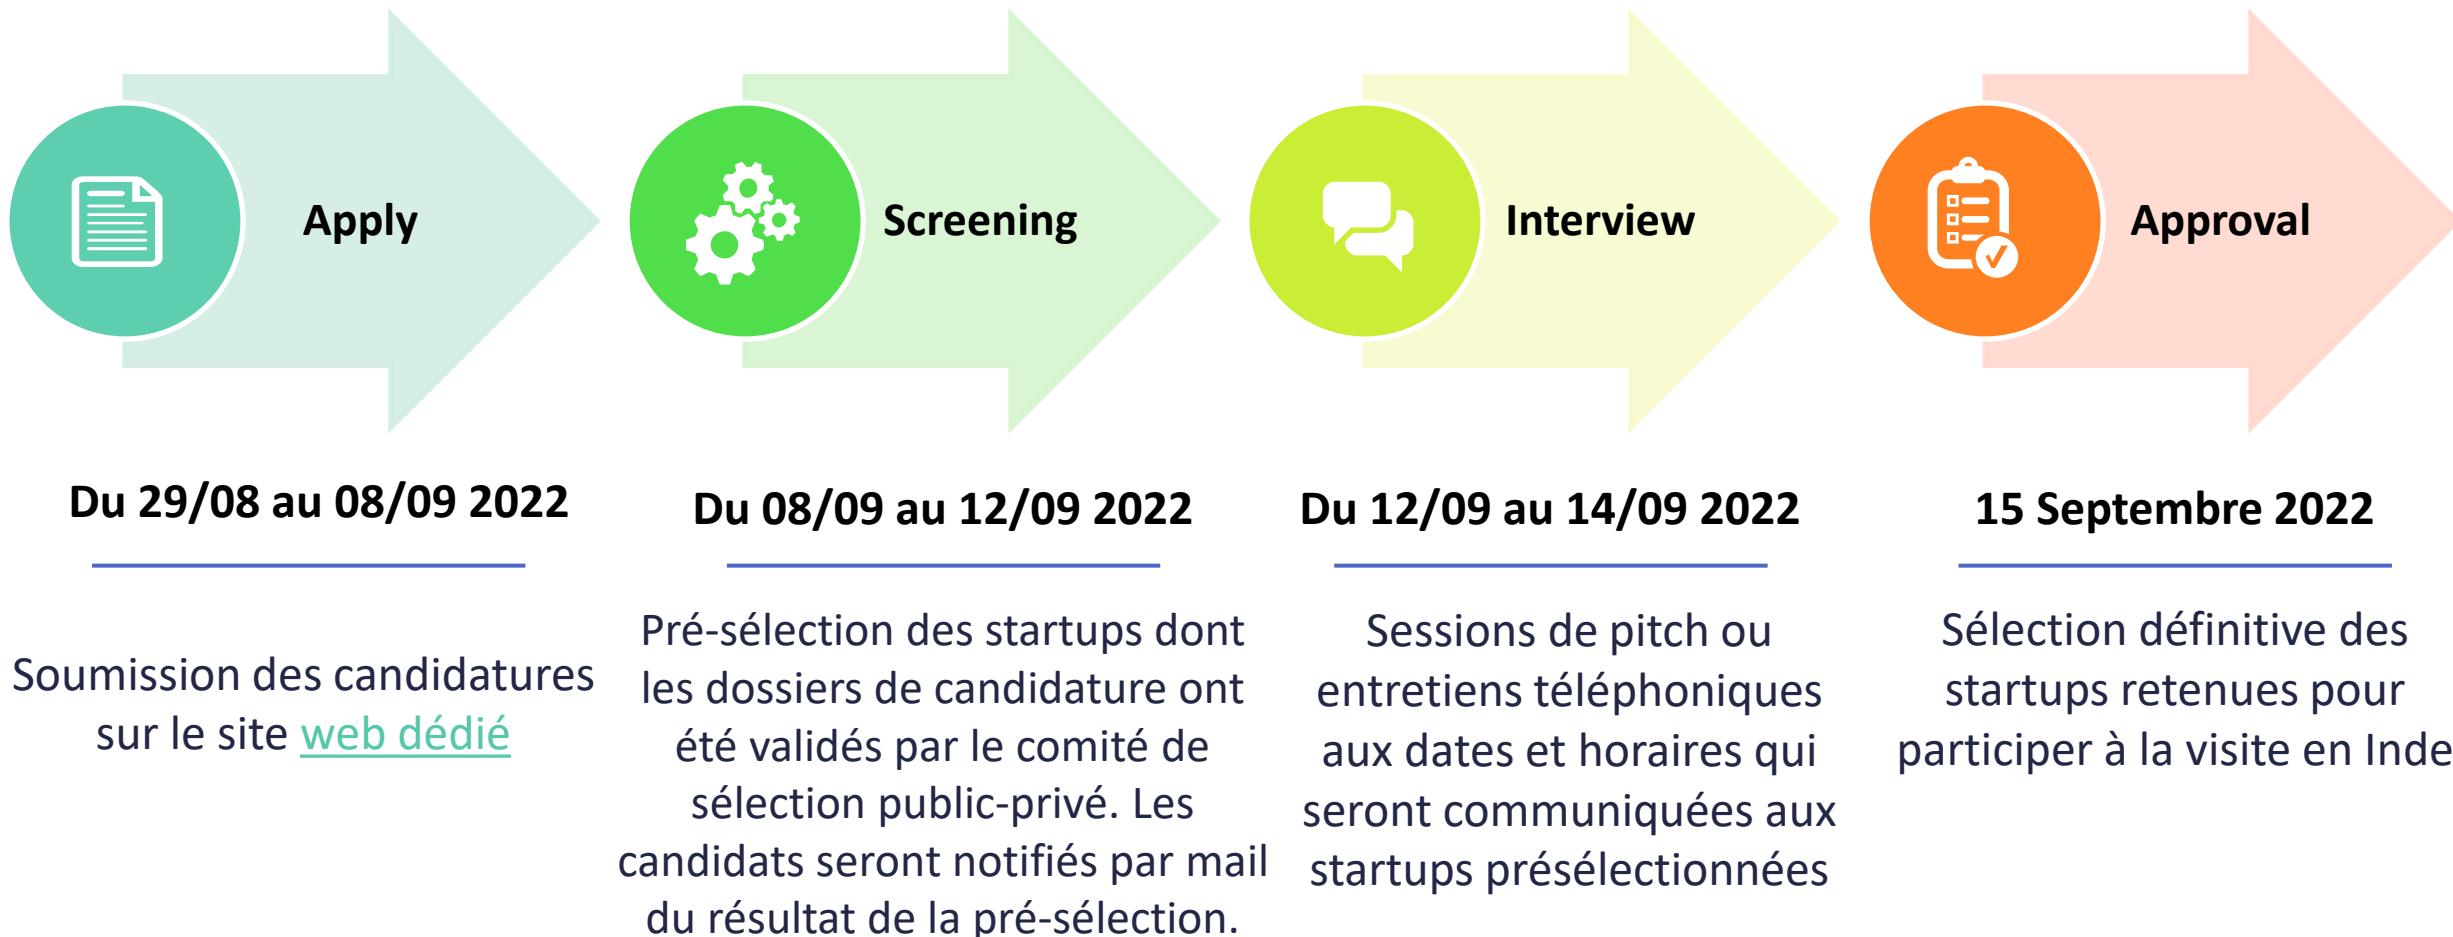 Apply
Screening
Interview
Approval
Du 29/08 au 08/09 2022
Du 08/09 au 12/09 2022
Du 12/09 au 14/09 2022
15 Septembre 2022
Soumission des candidatures
sur le site web dédié
Pré-sélection des startups dont
les dossiers de candidature ont
été validés par le comité de
sélection public-privé. Les
candidats seront notifiés par mail
du résultat de la pré-sélection.
Sessions de pitch ou
entretiens téléphoniques
aux dates et horaires qui
seront communiquées aux
startups présélectionnées
Sélection définitive des
startups retenues pour
participer à la visite en Inde